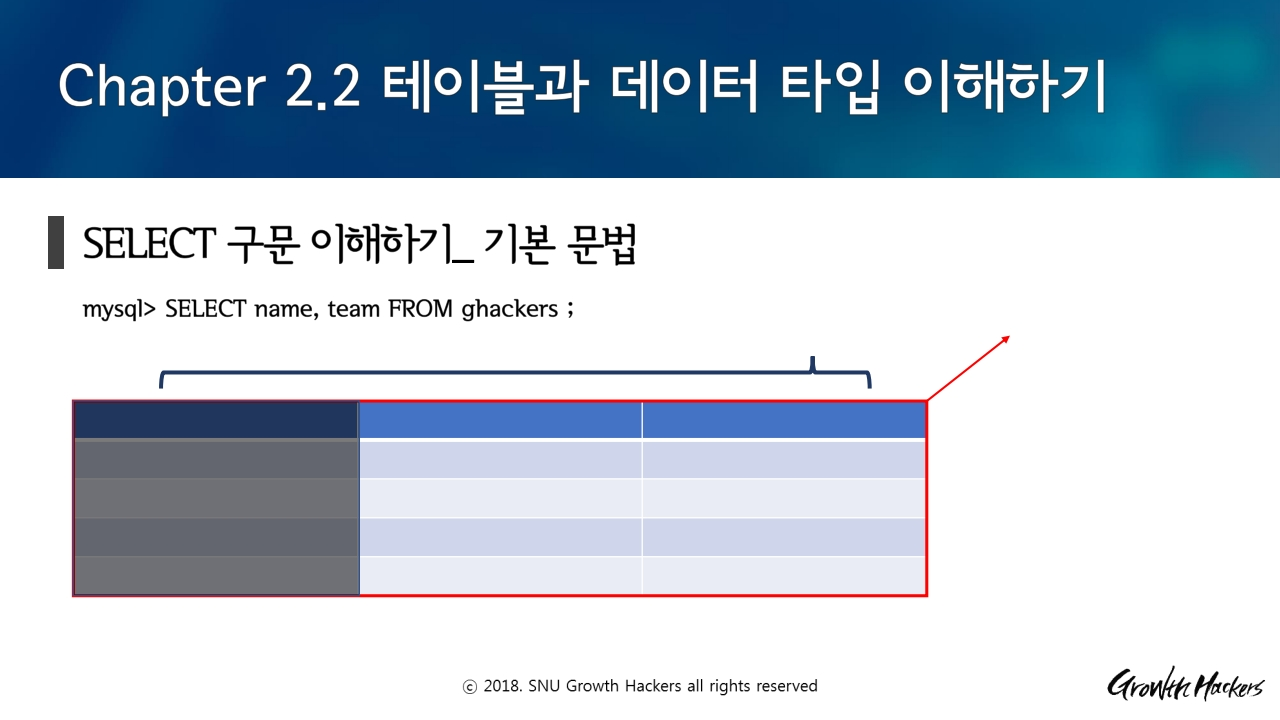 Chapter 2.2 테이블과 데이터 타입 이해하기
SELECT 구문 이해하기_ 기본 문법
mysql> SELECT name, team FROM ghackers ;
ⓒ 2018. SNU Growth Hackers all rights reserved
Growth Hackers